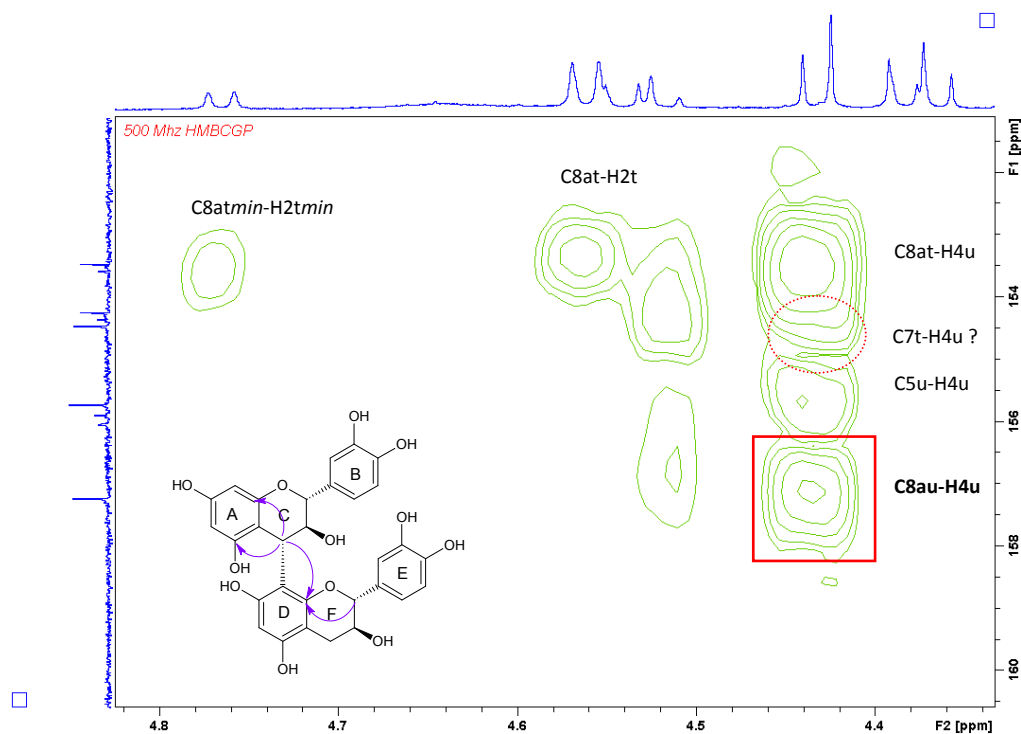 500 Mhz HMBCGP
C8atmin-H2tmin
C8at-H2t
C8at-H4u
C7t-H4u ?
C5u-H4u
C8au-H4u
F1 [ppm]
154
156
158
160
4.8
4.7
4.6
4.5
4.4
F2 [ppm]
OH
OH
B
HO
O
A
C
OH
OH
OH
OH
HO
O
E
D
F
OH
OH